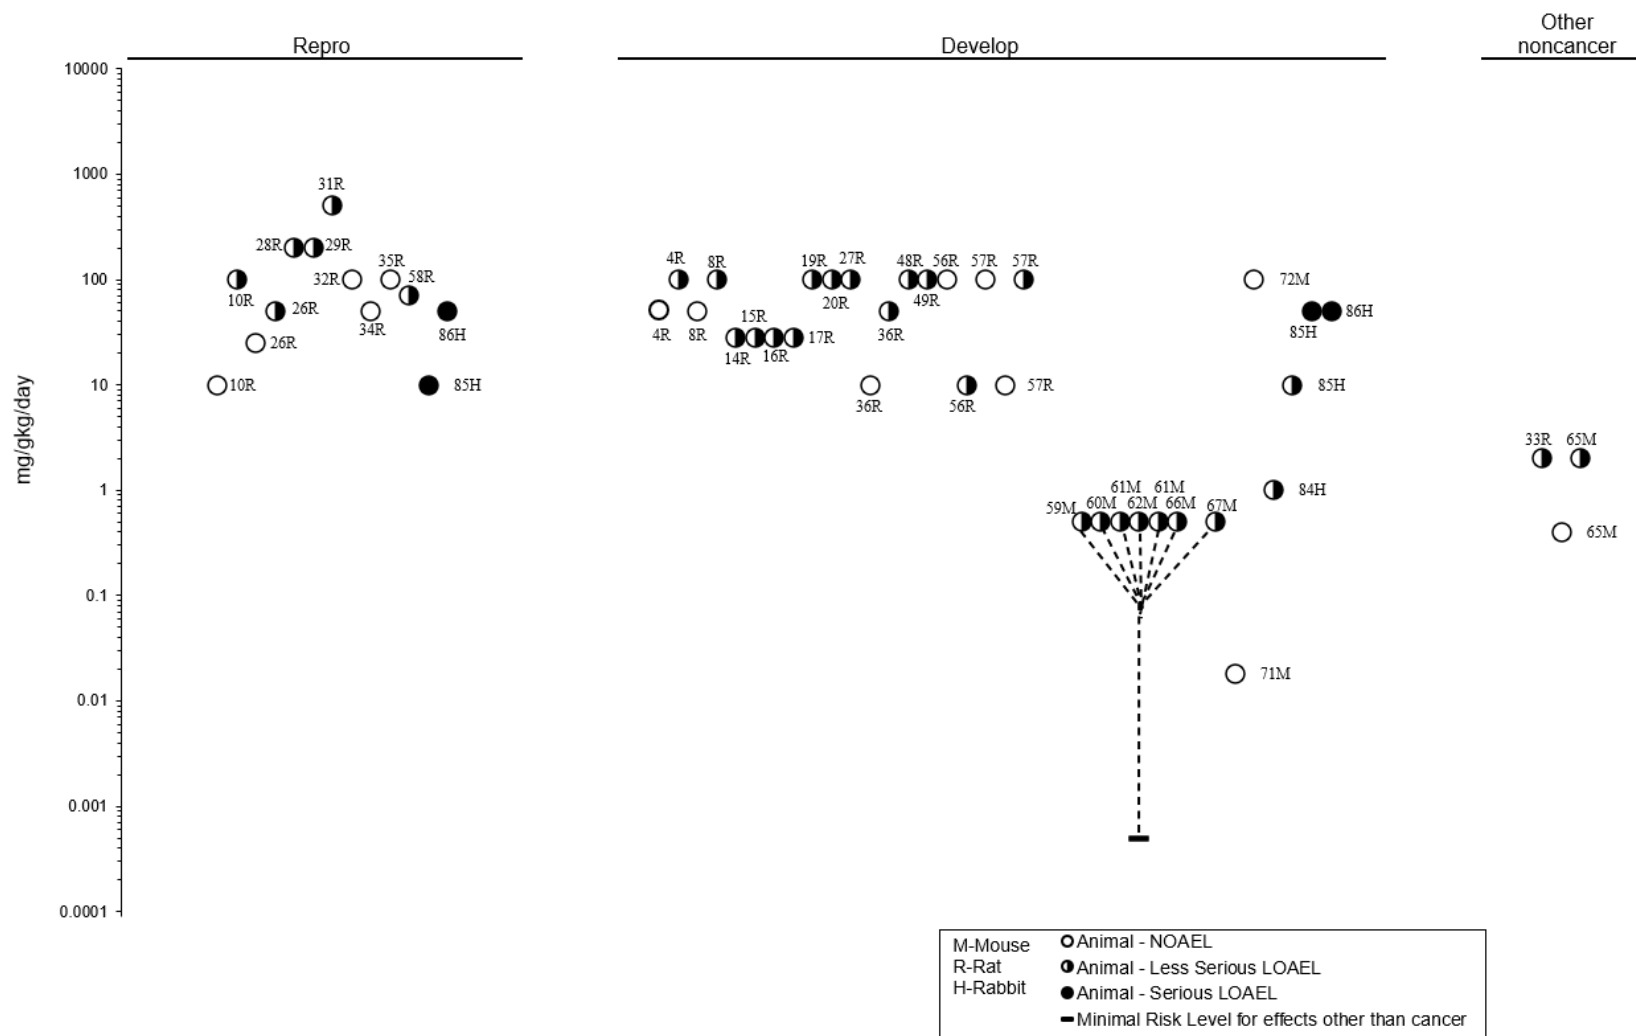 Repro
Develop
Other
noncancer
10000
1000
100
10
1
0.1
0.01
0.001
0.0001
mg/gkg/day
31R
28R
29R
10R
26R
26R
10R
32R
35R
34R
58R
86H
85H
4R
4R
8R
8R
14R
15R
16R
17R
19R
20R
27R
36R
36R
48R
49R
56R
56R
57R
57R
57R
59M
60M
61M
62M
61M
66M
67M
71M
72M
84H
85H
85H
86H
33R
65M
65M
M-Mouse
R-Rat
H-Rabbit
Animal - NOAEL
Animal - Less Serious LOAEL
Animal - Serious LOAEL
Minimal Risk Level for effects other than cancer